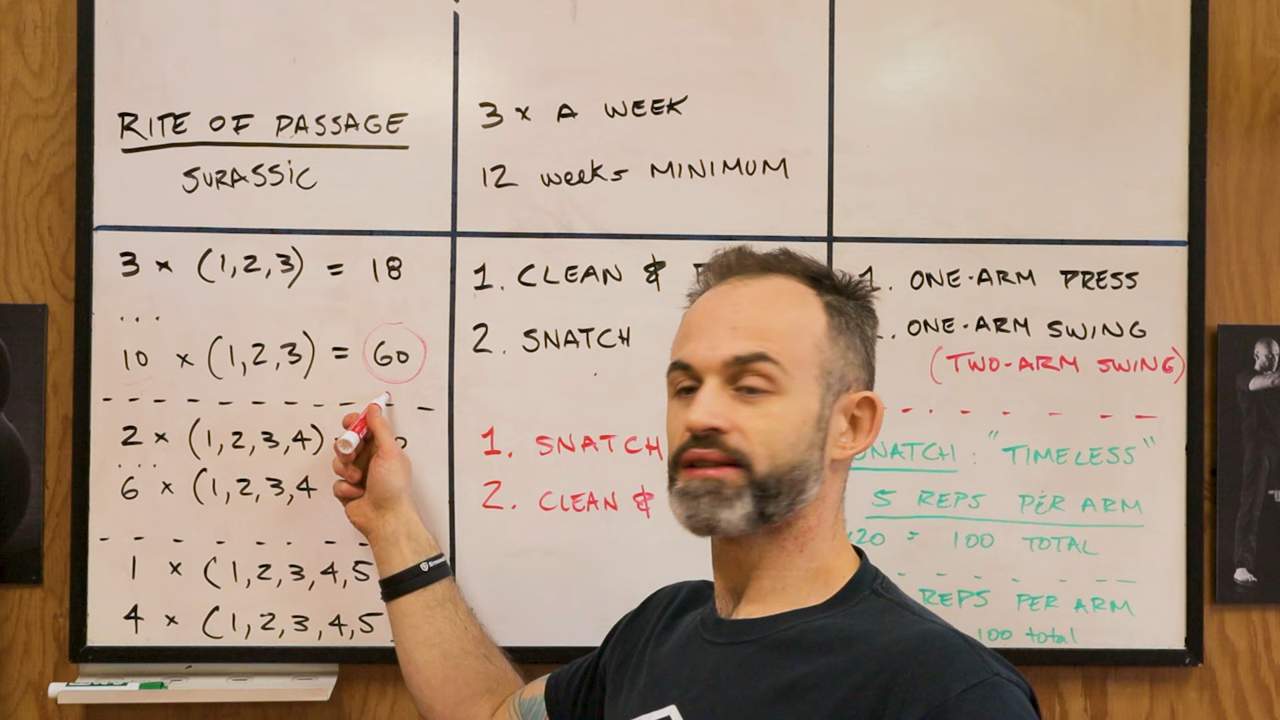 RITE OF PASSAGE
SURASSIC
3 x A WEEK
12 weeks MINIMUM
3 x (1,2,3) = 18
...
10 x (1,2,3) = 60
2 x (1,2,3,4)
...
6 x (1,2,3,4
1 x (1,2,3,4,5
4 x (1,2,3,4,5
1. CLEAN &
2. SNATCH
1. SNATCH
2. CLEAN &
1. ONE-ARM PRESS
. ONE-ARM SWING
(TWO-ARM SWING)
SNATCH : "TIMELESS"
5 REPS PER ARM
x20 = 100 TOTAL
REPS PER ARM
100 total